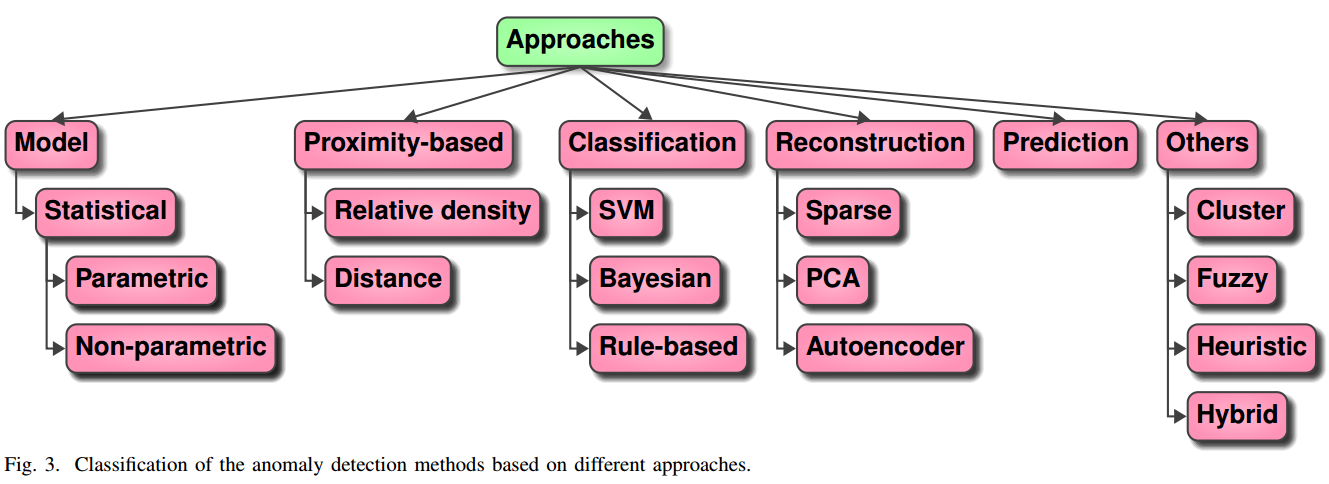 Approaches
Model
Statistical
Parametric
Non-parametric
Proximity-based
Relative density
Distance
Classification
SVM
Bayesian
Rule-based
Reconstruction
Sparse
PCA
Autoencoder
Prediction
Others
Cluster
Fuzzy
Heuristic
Hybrid
Fig. 3. Classification of the anomaly detection methods based on different approaches.